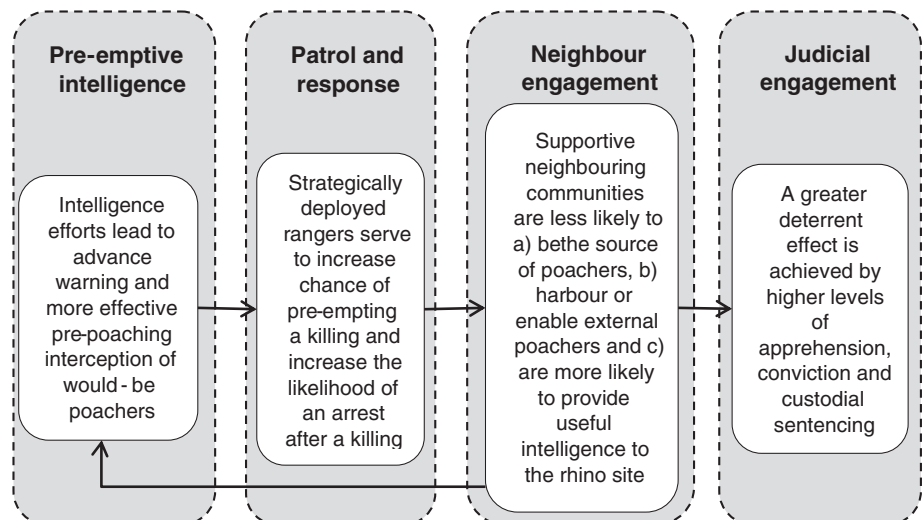 Pre-emptive
intelligence
Intelligence
efforts lead to
advance
warning and
more effective
pre-poaching
interception of
would - be
poachers
Patrol and
response
Strategically
deployed
rangers serve
to increase
chance of
pre-empting
a killing and
increase the
likelihood of
an arrest
after a killing
Neighbour
engagement
Supportive
neighbouring
communities
are less likely to
a) bethe source
of poachers, b)
harbour or
enable external
poachers and c)
are more likely
to provide
useful
intelligence to
the rhino site
Judicial
engagement
A greater
deterrent
effect is
achieved by
higher levels
of
apprehension,
conviction and
custodial
sentencing